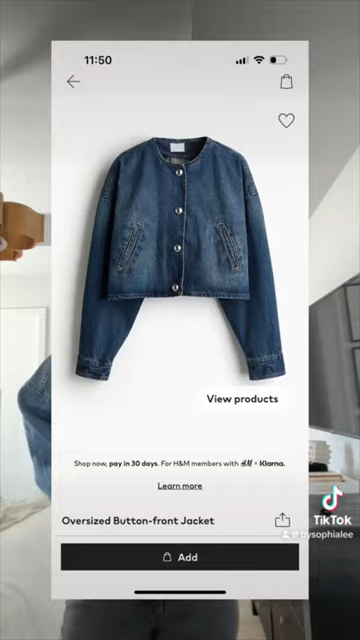 11:50
View products
Shop now, pay in 30 days. For H&M members with H&M × Klarna.
Learn more
Oversized Button-front Jacket
Add
TikTok
@bysophialee